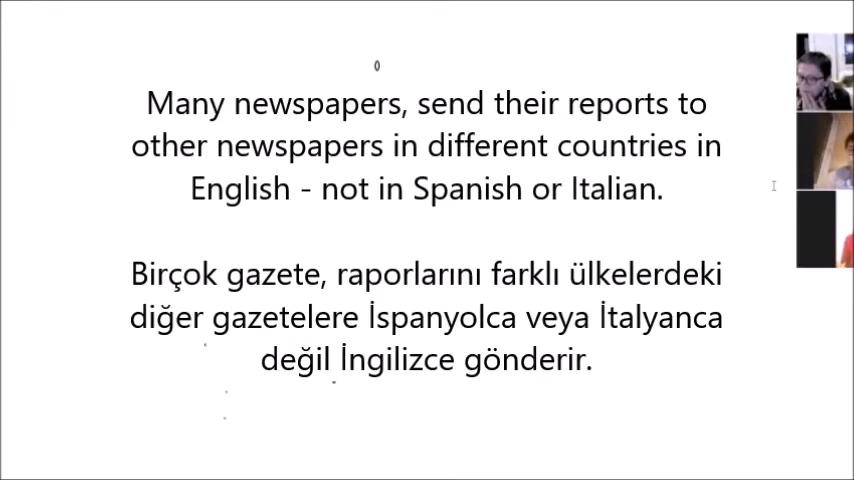 Many newspapers, send their reports to
other newspapers in different countries in
English - not in Spanish or Italian.
Birçok gazete, raporlarını farklı ülkelerdeki
diğer gazetelere İspanyolca veya İtalyanca
değil İngilizce gönderir.